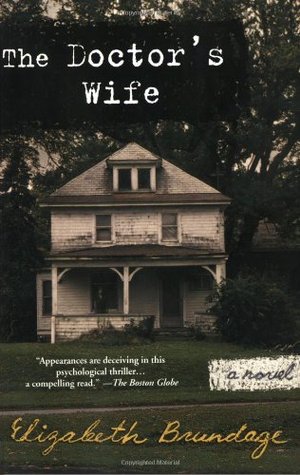 The Doctor's
Wife
"Appearances are deceiving in this
psychological thriller...
a compelling read." —The Boston Globe
a novel
Elizabeth Brundage